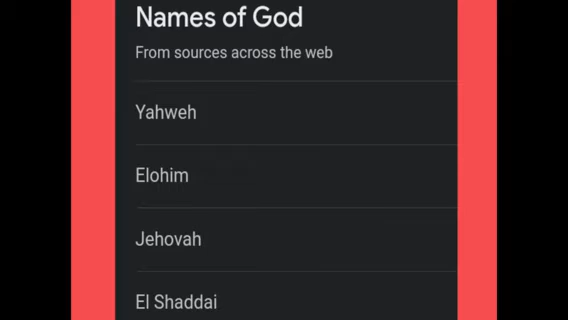 Names of God
From sources across the web
Yahweh
Elohim
Jehovah
El Shaddai